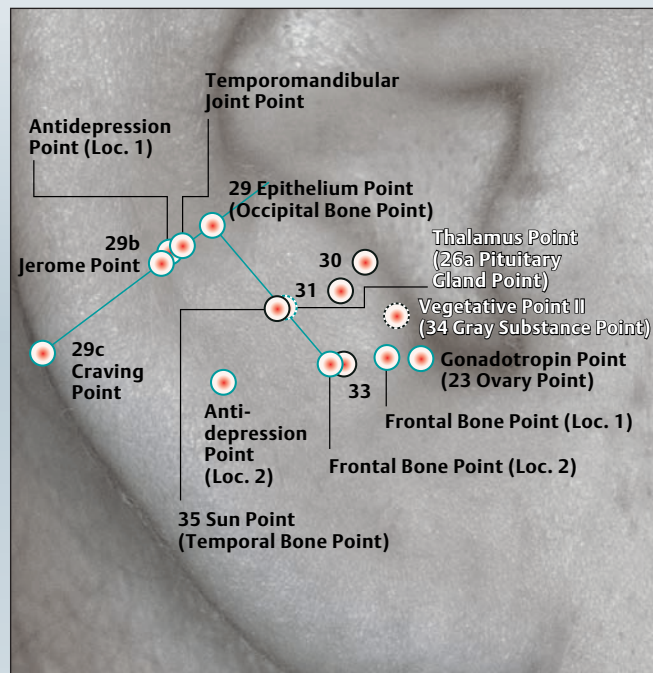 Temporomandibular
Joint Point
Antidepression
Point (Loc. 1)
29 Epithelium Point
(Occipital Bone Point)
29b
Jerome Point
Thalamus Point
(26a Pituitary
Gland Point)
30
31
Vegetative Point II
(34 Gray Substance Point)
29c
Craving
Point
Gonadotropin Point
(23 Ovary Point)
33
Anti-
depression
Point
(Loc. 2)
Frontal Bone Point (Loc. 1)
Frontal Bone Point (Loc. 2)
35 Sun Point
(Temporal Bone Point)